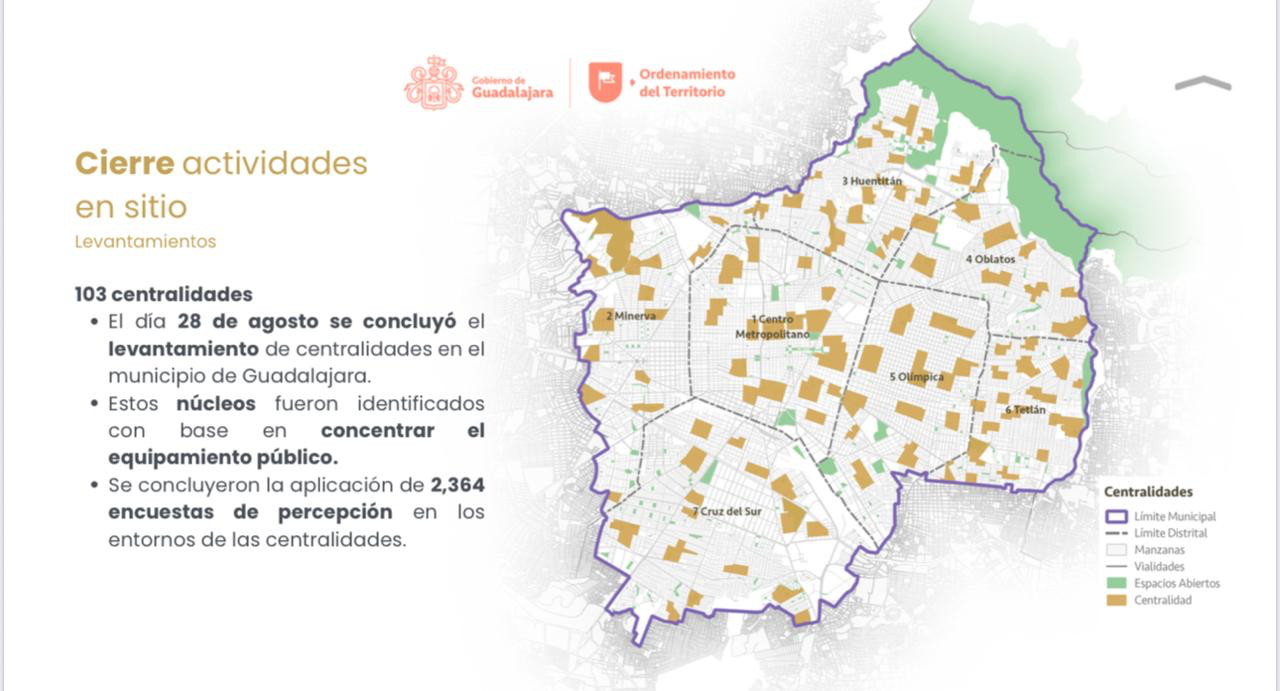 Gobierno de
Guadalajara
Ordenamiento
del Territorio
Cierre actividades
en sitio
Levantamientos
103 centralidades
• El día 28 de agosto se concluyó el
levantamiento de centralidades en el
municipio de Guadalajara.
• Estos núcleos fueron identificados
con base en concentrar el
equipamiento público.
• Se concluyeron la aplicación de 2,364
encuestas de percepción en los
entornos de las centralidades.
3 Huentitán
4 Oblatos
2 Minerva
1 Centro
Metropolitano
5 Olímpica
6 Tetlán
7 Cruz del Sur
Centralidades
Límite Municipal
Límite Distrital
Manzanas
Vialidades
Espacios Abiertos
Centralidad